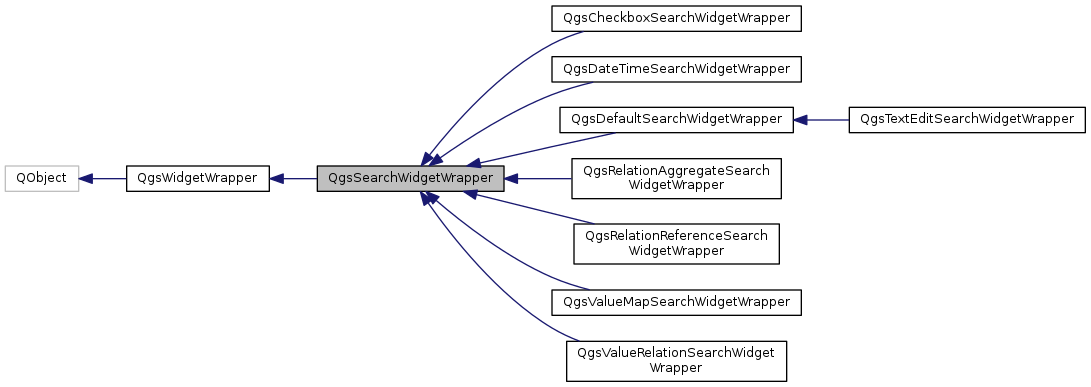 QgsCheckboxSearchWidgetWrapper
QgsDateTimeSearchWidgetWrapper
QgsDefaultSearchWidgetWrapper
QgsTextEditSearchWidgetWrapper
QObject
QgsWidgetWrapper
QgsSearchWidgetWrapper
QgsRelationAggregateSearch
WidgetWrapper
QgsRelationReferenceSearch
WidgetWrapper
QgsValueMapSearchWidgetWrapper
QgsValueRelationSearchWidget
Wrapper